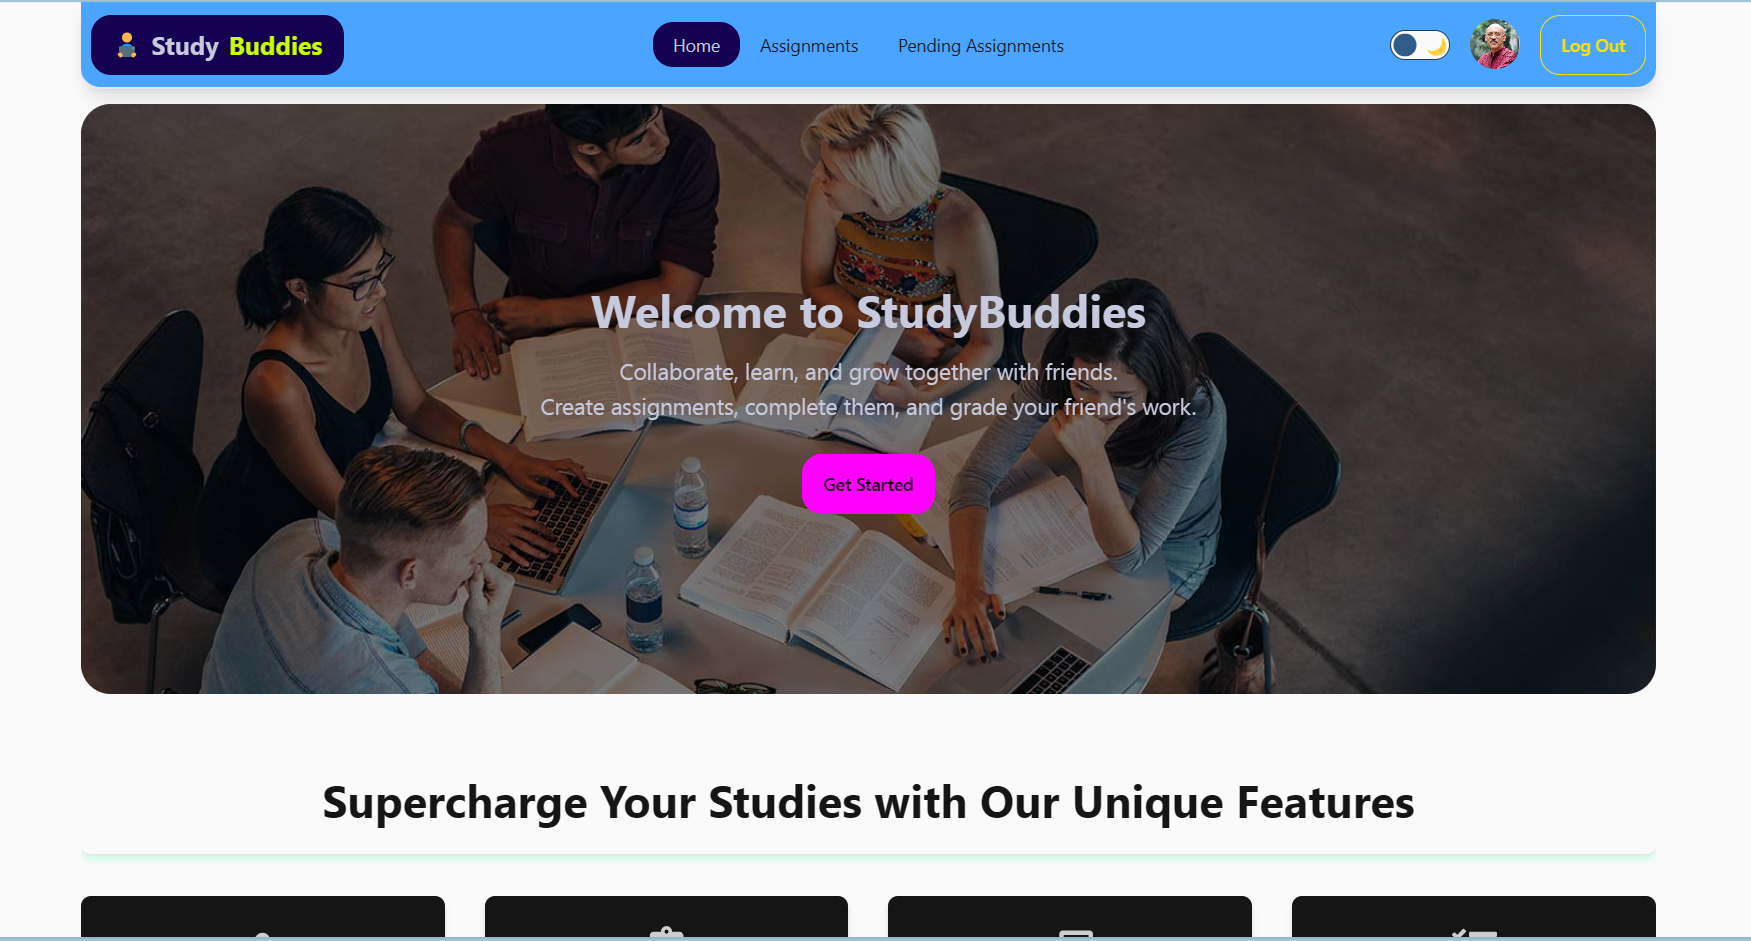 Study Buddies
Home
Assignments
Pending Assignments
Log Out
Welcome to StudyBuddies
Collaborate, learn, and grow together with friends.
Create assignments, complete them, and grade your friend's work.
Get Started
Supercharge Your Studies with Our Unique Features